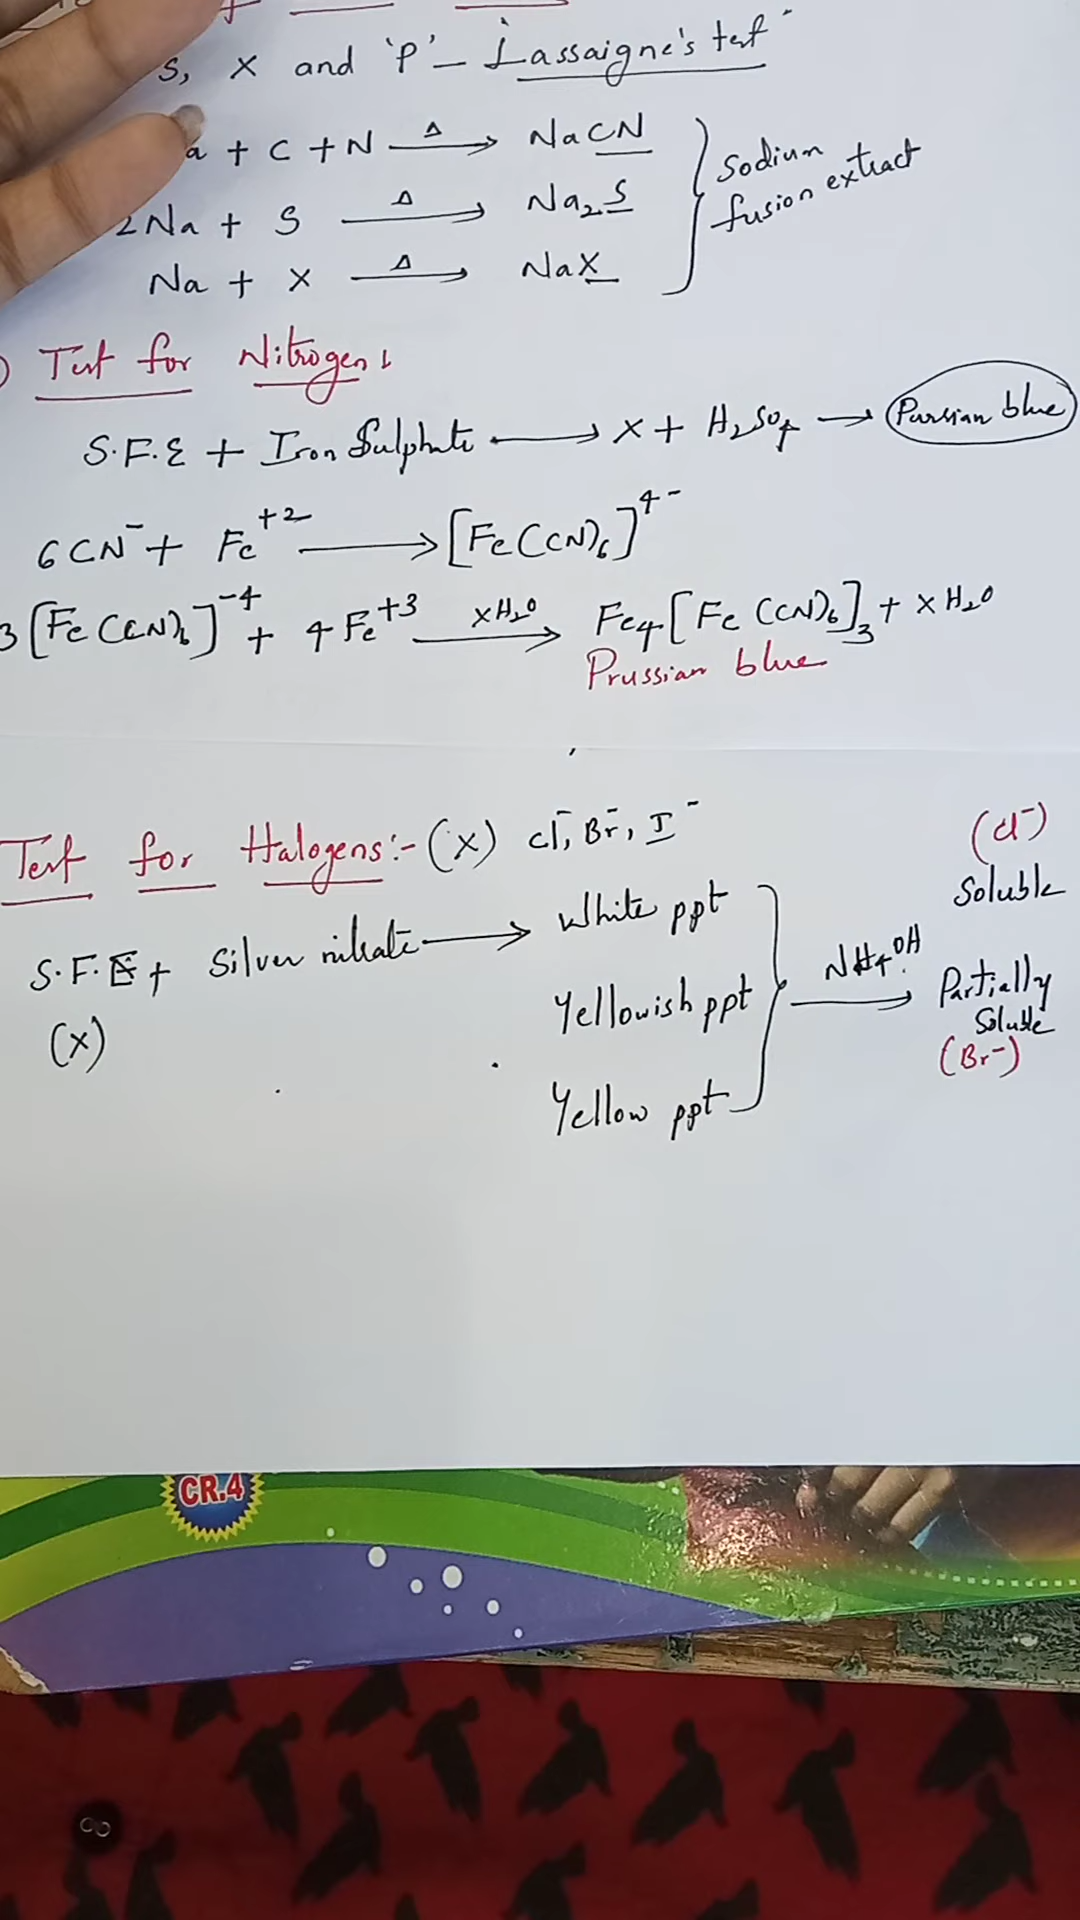 S, X and 'P' - Lassaigne's test
a + C + N —Δ→ NaCN
2Na + S —Δ→ Na₂S
Na + X —Δ→ NaX
Sodium
fusion extract
) Test for Nitrogen:
S.F.E + Iron Sulphate → X + H₂SO₄ → Purssian blue
6CN⁻ + Fe⁺² → [Fe(CN)₆]⁴⁻
3[Fe(CN)₆]⁻⁴ + 4Fe⁺³ —xH₂O→ Fe₄[Fe(CN)₆]₃ + xH₂O
Prussian blue
Test for Halogens:- (X) Cl⁻, Br⁻, I⁻
(Cl⁻)
Soluble
S.F.E + Silver nitrate → White ppt
(X)
Yellowish ppt
Yellow ppt
NH₄OH →
Partially
Soluble
(Br⁻)
CR.4